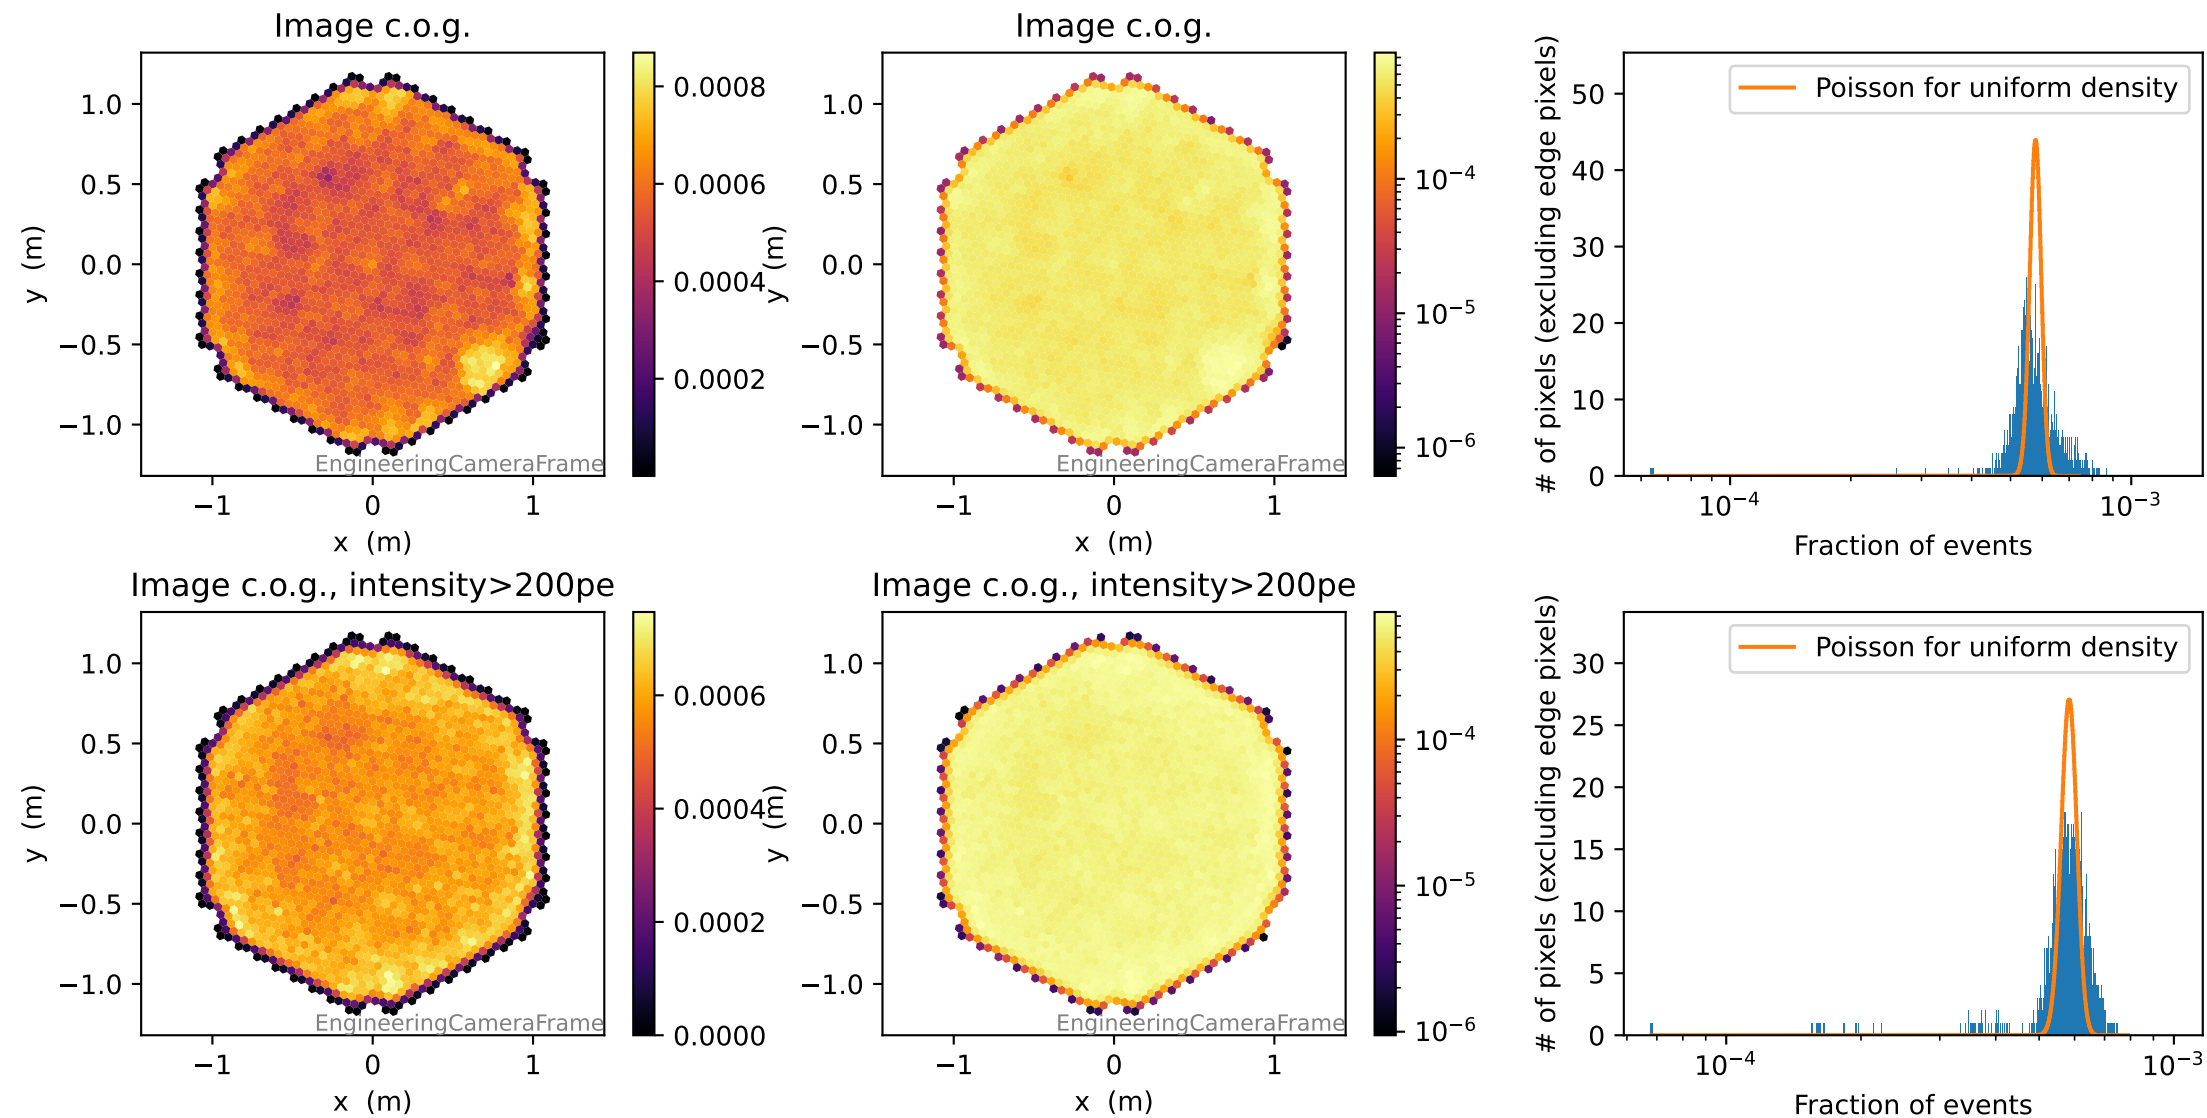 Image c.o.g.
1.0
0.5
0.0
−0.5
−1.0
y (m)
−1 0 1
x (m)
EngineeringCameraFrame
0.0008
0.0006
0.0004
0.0002
Image c.o.g.
1.0
0.5
0.0
−0.5
−1.0
y (m)
−1 0 1
x (m)
EngineeringCameraFrame
10⁻⁴
10⁻⁵
10⁻⁶
# of pixels (excluding edge pixels)
50
40
30
20
10
0
Poisson for uniform density
10⁻⁴ 10⁻³
Fraction of events
Image c.o.g., intensity>200pe
1.0
0.5
0.0
−0.5
−1.0
y (m)
−1 0 1
x (m)
EngineeringCameraFrame
0.0006
0.0004
0.0002
0.0000
Image c.o.g., intensity>200pe
1.0
0.5
0.0
−0.5
−1.0
y (m)
−1 0 1
x (m)
EngineeringCameraFrame
10⁻⁴
10⁻⁵
10⁻⁶
# of pixels (excluding edge pixels)
30
25
20
15
10
5
0
Poisson for uniform density
10⁻⁴ 10⁻³
Fraction of events